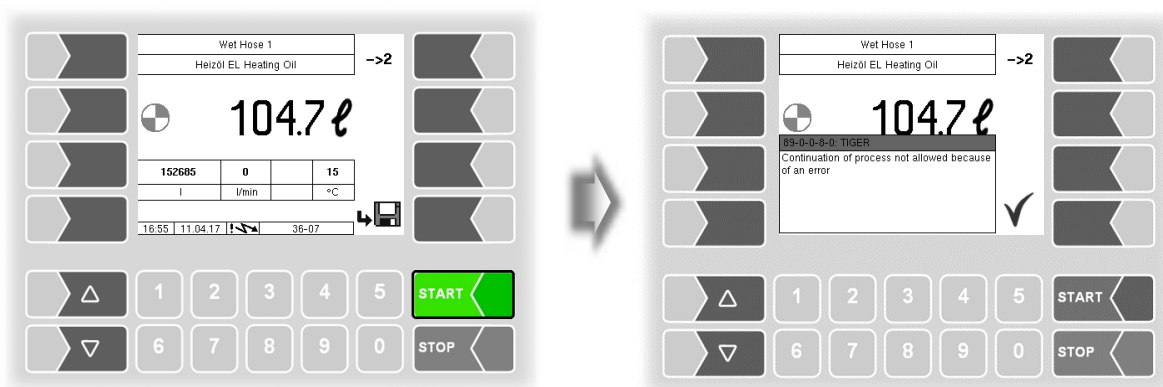 Wet Hose 1
Heizöl EL Heating Oil
->2
104.7 ℓ
152685 0 15
l l/min °C
16:55 11.04.17 36-07
1 2 3 4 5 START
6 7 8 9 0 STOP
Wet Hose 1
Heizöl EL Heating Oil
->2
104.7 ℓ
89-0-0-8-0: TIGER
Continuation of process not allowed because
of an error
1 2 3 4 5 START
6 7 8 9 0 STOP